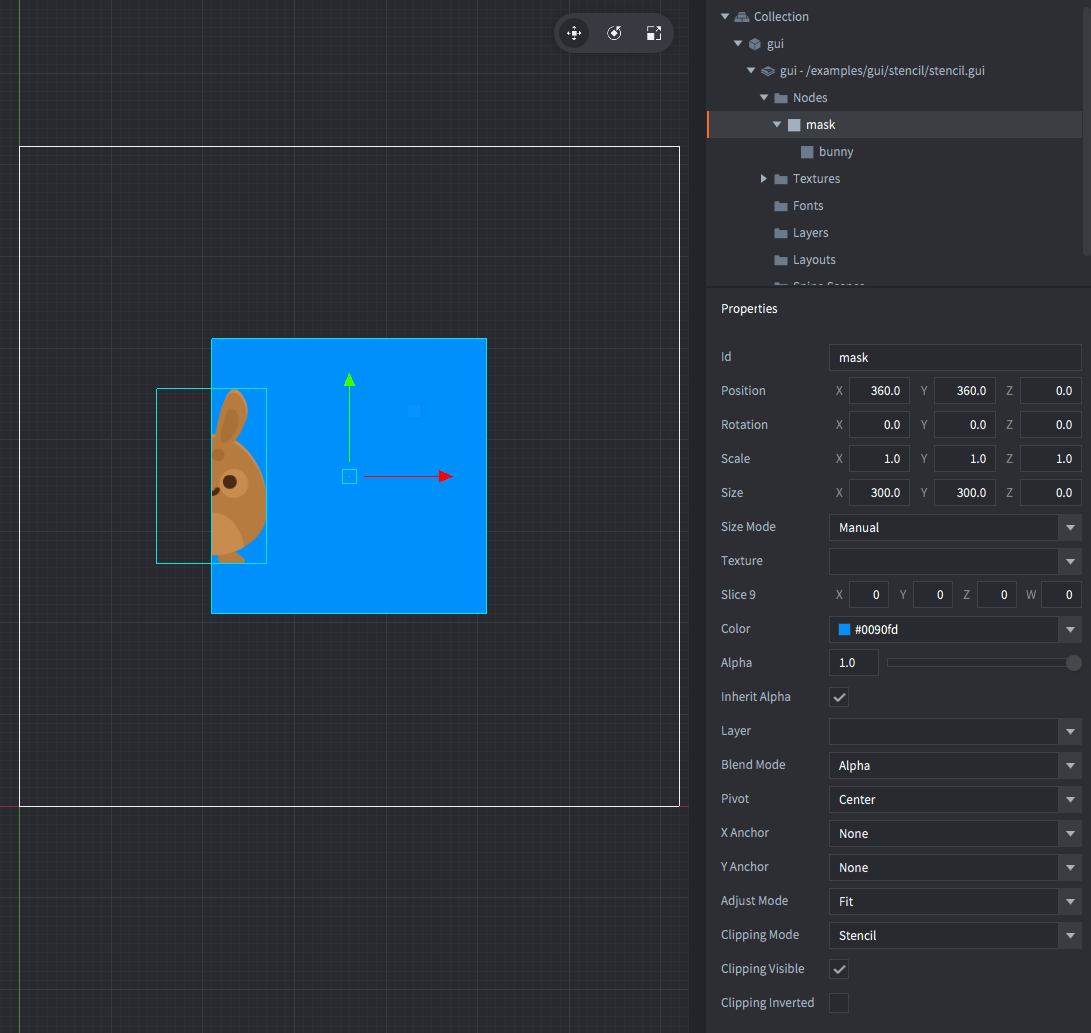 Collection
gui
gui - /examples/gui/stencil/stencil.gui
Nodes
mask
bunny
Textures
Fonts
Layers
Layouts
Properties
Id mask
Position X 360.0 Y 360.0 Z 0.0
Rotation X 0.0 Y 0.0 Z 0.0
Scale X 1.0 Y 1.0 Z 1.0
Size X 300.0 Y 300.0 Z 0.0
Size Mode Manual
Texture
Slice 9 X 0 Y 0 Z 0 W 0
Color #0090fd
Alpha 1.0
Inherit Alpha
Layer
Blend Mode Alpha
Pivot Center
X Anchor None
Y Anchor None
Adjust Mode Fit
Clipping Mode Stencil
Clipping Visible
Clipping Inverted